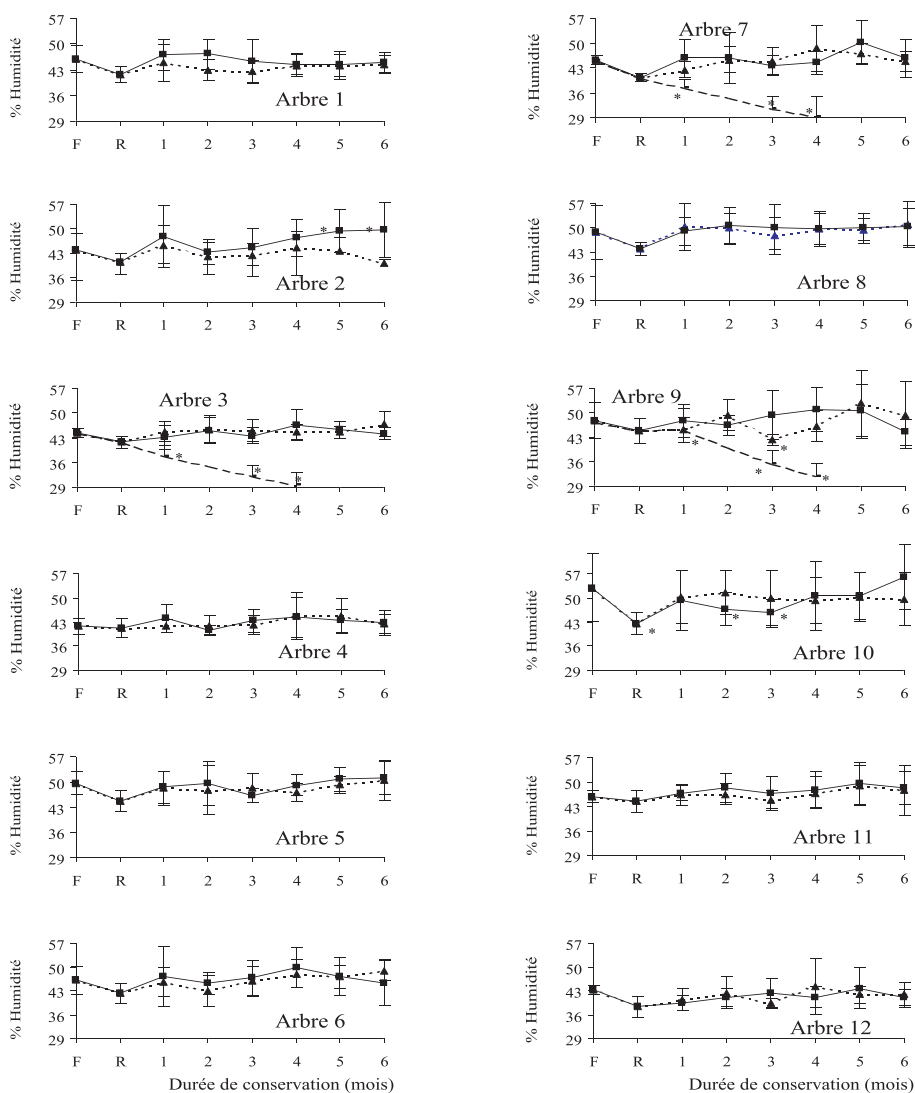 57
50
43
36
29
% Humidité
Arbre 1
F R 1 2 3 4 5 6
57
50
43
36
29
% Humidité
Arbre 7
* * *
F R 1 2 3 4 5 6
57
50
43
36
29
% Humidité
* *
Arbre 2
F R 1 2 3 4 5 6
57
50
43
36
29
% Humidité
Arbre 8
F R 1 2 3 4 5 6
57
50
43
36
29
% Humidité
Arbre 3
* * *
F R 1 2 3 4 5 6
57
50
43
36
29
% Humidité
Arbre 9
* * * *
F R 1 2 3 4 5 6
57
50
43
36
29
% Humidité
Arbre 4
F R 1 2 3 4 5 6
57
50
43
36
29
% Humidité
* * *
Arbre 10
F R 1 2 3 4 5 6
57
50
43
36
29
% Humidité
Arbre 5
F R 1 2 3 4 5 6
57
50
43
36
29
% Humidité
Arbre 11
F R 1 2 3 4 5 6
57
50
43
36
29
% Humidité
Arbre 6
F R 1 2 3 4 5 6
Durée de conservation (mois)
57
50
43
36
29
% Humidité
Arbre 12
F R 1 2 3 4 5 6
Durée de conservation (mois)